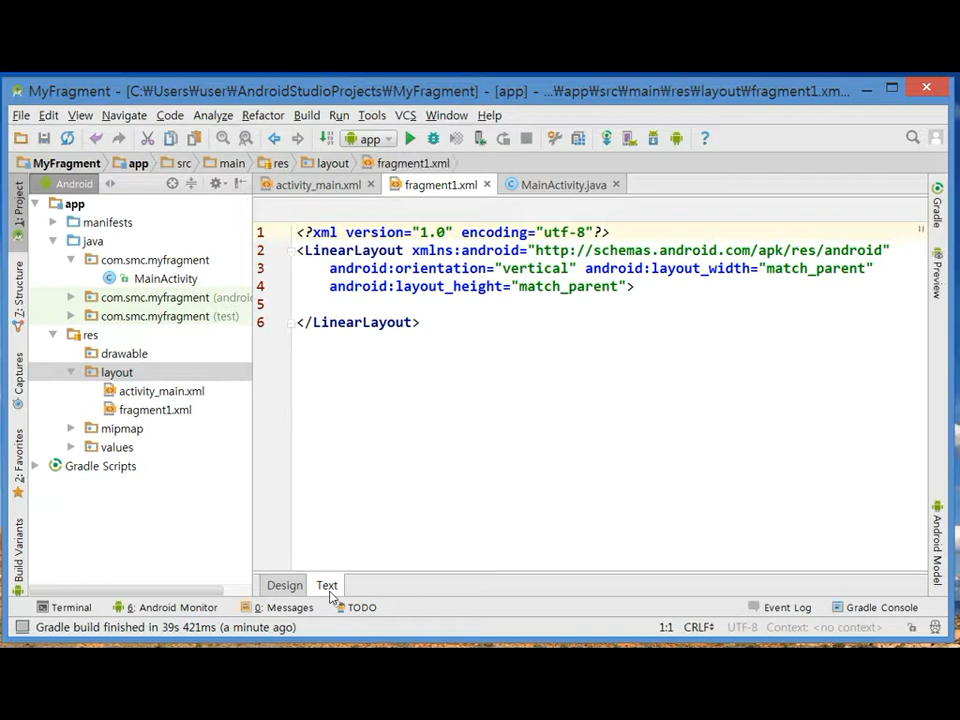 MyFragment - [C:₩Users₩user₩AndroidStudioProjects₩MyFragment] - [app] - ...₩app₩src₩main₩res₩layout₩fragment1.xm...
File Edit View Navigate Code Analyze Refactor Build Run Tools VCS Window Help
app
MyFragment app src main res layout fragment1.xml
Android
activity_main.xml fragment1.xml MainActivity.java
1: Project
7: Structure
Captures
2: Favorites
Build Variants
app
manifests
java
com.smc.myfragment
MainActivity
com.smc.myfragment (androi
com.smc.myfragment (test)
res
drawable
layout
activity_main.xml
fragment1.xml
mipmap
values
Gradle Scripts
1 <?xml version="1.0" encoding="utf-8"?>
2 <LinearLayout xmlns:android="http://schemas.android.com/apk/res/android"
3 android:orientation="vertical" android:layout_width="match_parent"
4 android:layout_height="match_parent">
5
6 </LinearLayout>
Gradle
Preview
Android Model
Design Text
Terminal 6: Android Monitor 0: Messages TODO Event Log Gradle Console
Gradle build finished in 39s 421ms (a minute ago) 1:1 CRLF UTF-8 Context: <no context>